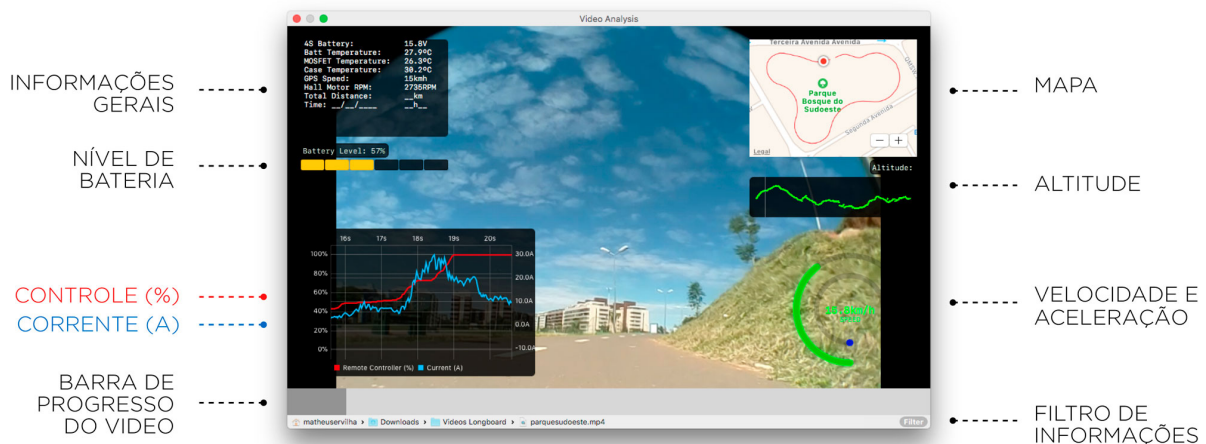 Video Analysis
INFORMAÇÕES
GERAIS
NÍVEL DE
BATERIA
CONTROLE (%)
CORRENTE (A)
BARRA DE
PROGRESSO
DO VIDEO
4S Battery: 15.8V
Batt Temperature: 27.9ºC
MOSFET Temperature: 26.3ºC
Case Temperature: 30.2ºC
GPS Speed: 15kmh
Hall Motor RPM: 2735RPM
Total Distance: __km
Time: __/__/____ __h__
Battery Level: 57%
16s 17s 18s 19s 20s
100% 30.0A
80% 20.0A
60% 10.0A
40% 0.0A
20% -10.0A
0%
Remote Controller (%) Current (A)
Terceira Avenida Avenida
Parque
Bosque do
Sudoeste
Segunda Avenida
Legal
- +
Altitude:
matheuservilha › Downloads › Videos Longboard › parquesudoeste.mp4
Filter
MAPA
ALTITUDE
VELOCIDADE E
ACELERAÇÃO
FILTRO DE
INFORMAÇÕES